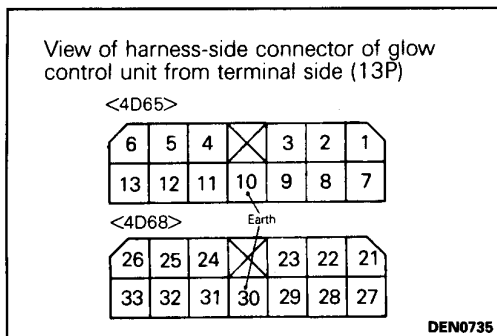 View of harness-side connector of glow
control unit from terminal side (13P)
<4D65>
6 5 4 3 2 1
13 12 11 10 9 8 7
Earth
<4D68>
26 25 24 23 22 21
33 32 31 30 29 28 27
DEN0735